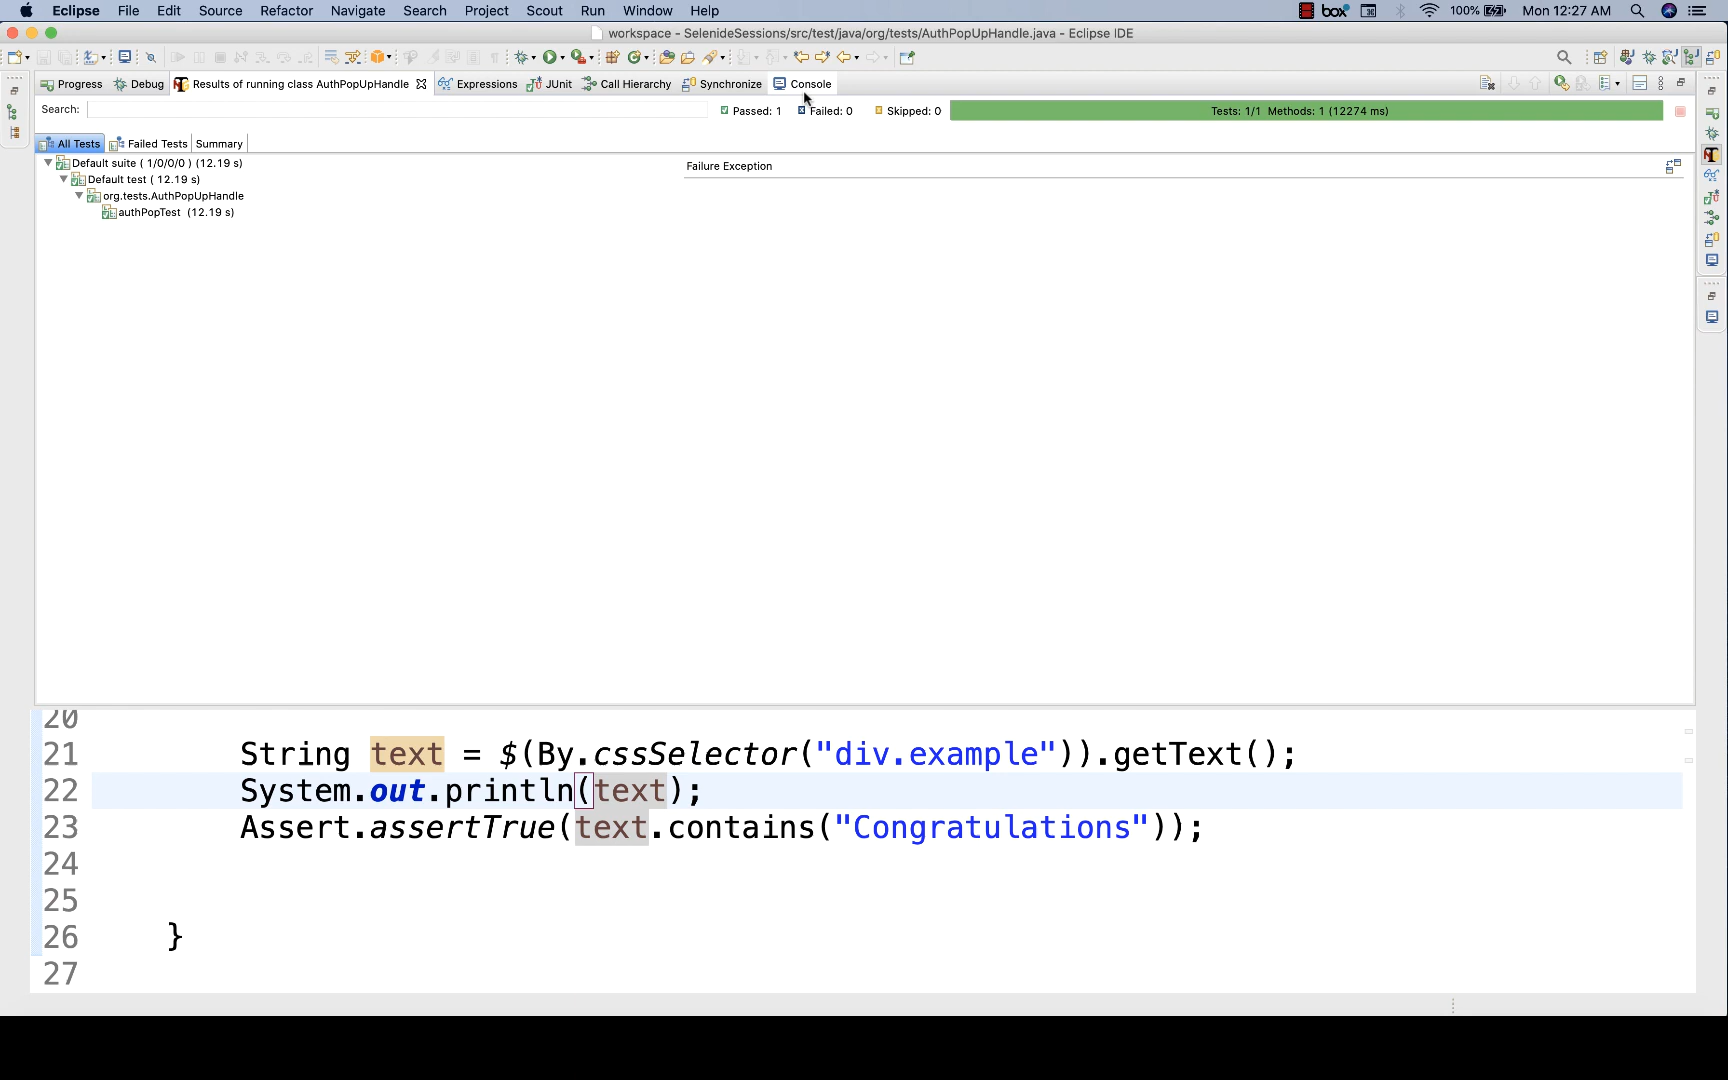 Eclipse File Edit Source Refactor Navigate Search Project Scout Run Window Help box 100% Mon 12:27 AM
workspace - SelenideSessions/src/test/java/org/tests/AuthPopUpHandle.java - Eclipse IDE
Progress Debug Results of running class AuthPopUpHandle Expressions JUnit Call Hierarchy Synchronize Console
Search: Passed: 1 Failed: 0 Skipped: 0 Tests: 1/1 Methods: 1 (12274 ms)
All Tests Failed Tests Summary
Default suite ( 1/0/0/0 ) (12.19 s) Failure Exception
Default test ( 12.19 s)
org.tests.AuthPopUpHandle
authPopTest (12.19 s)
20
21 String text = $(By.cssSelector("div.example")).getText();
22 System.out.println(text);
23 Assert.assertTrue(text.contains("Congratulations"));
24
25
26 }
27